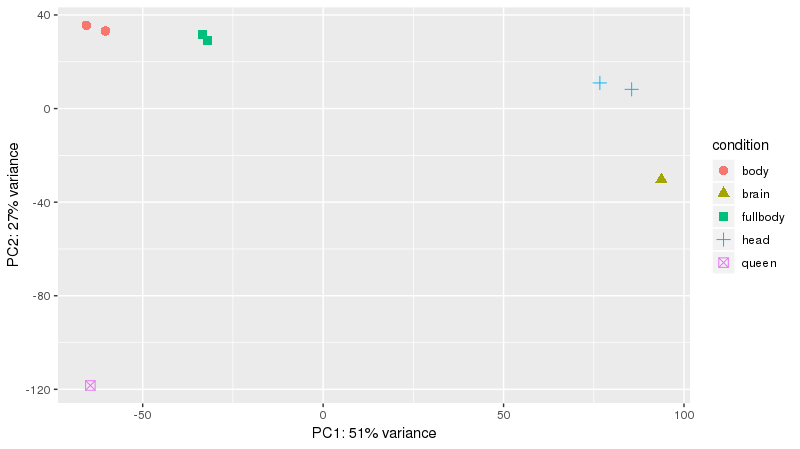 40
0
-40
-80
-120
-50
0
50
100
PC1: 51% variance
PC2: 27% variance
condition
body
brain
fullbody
head
queen